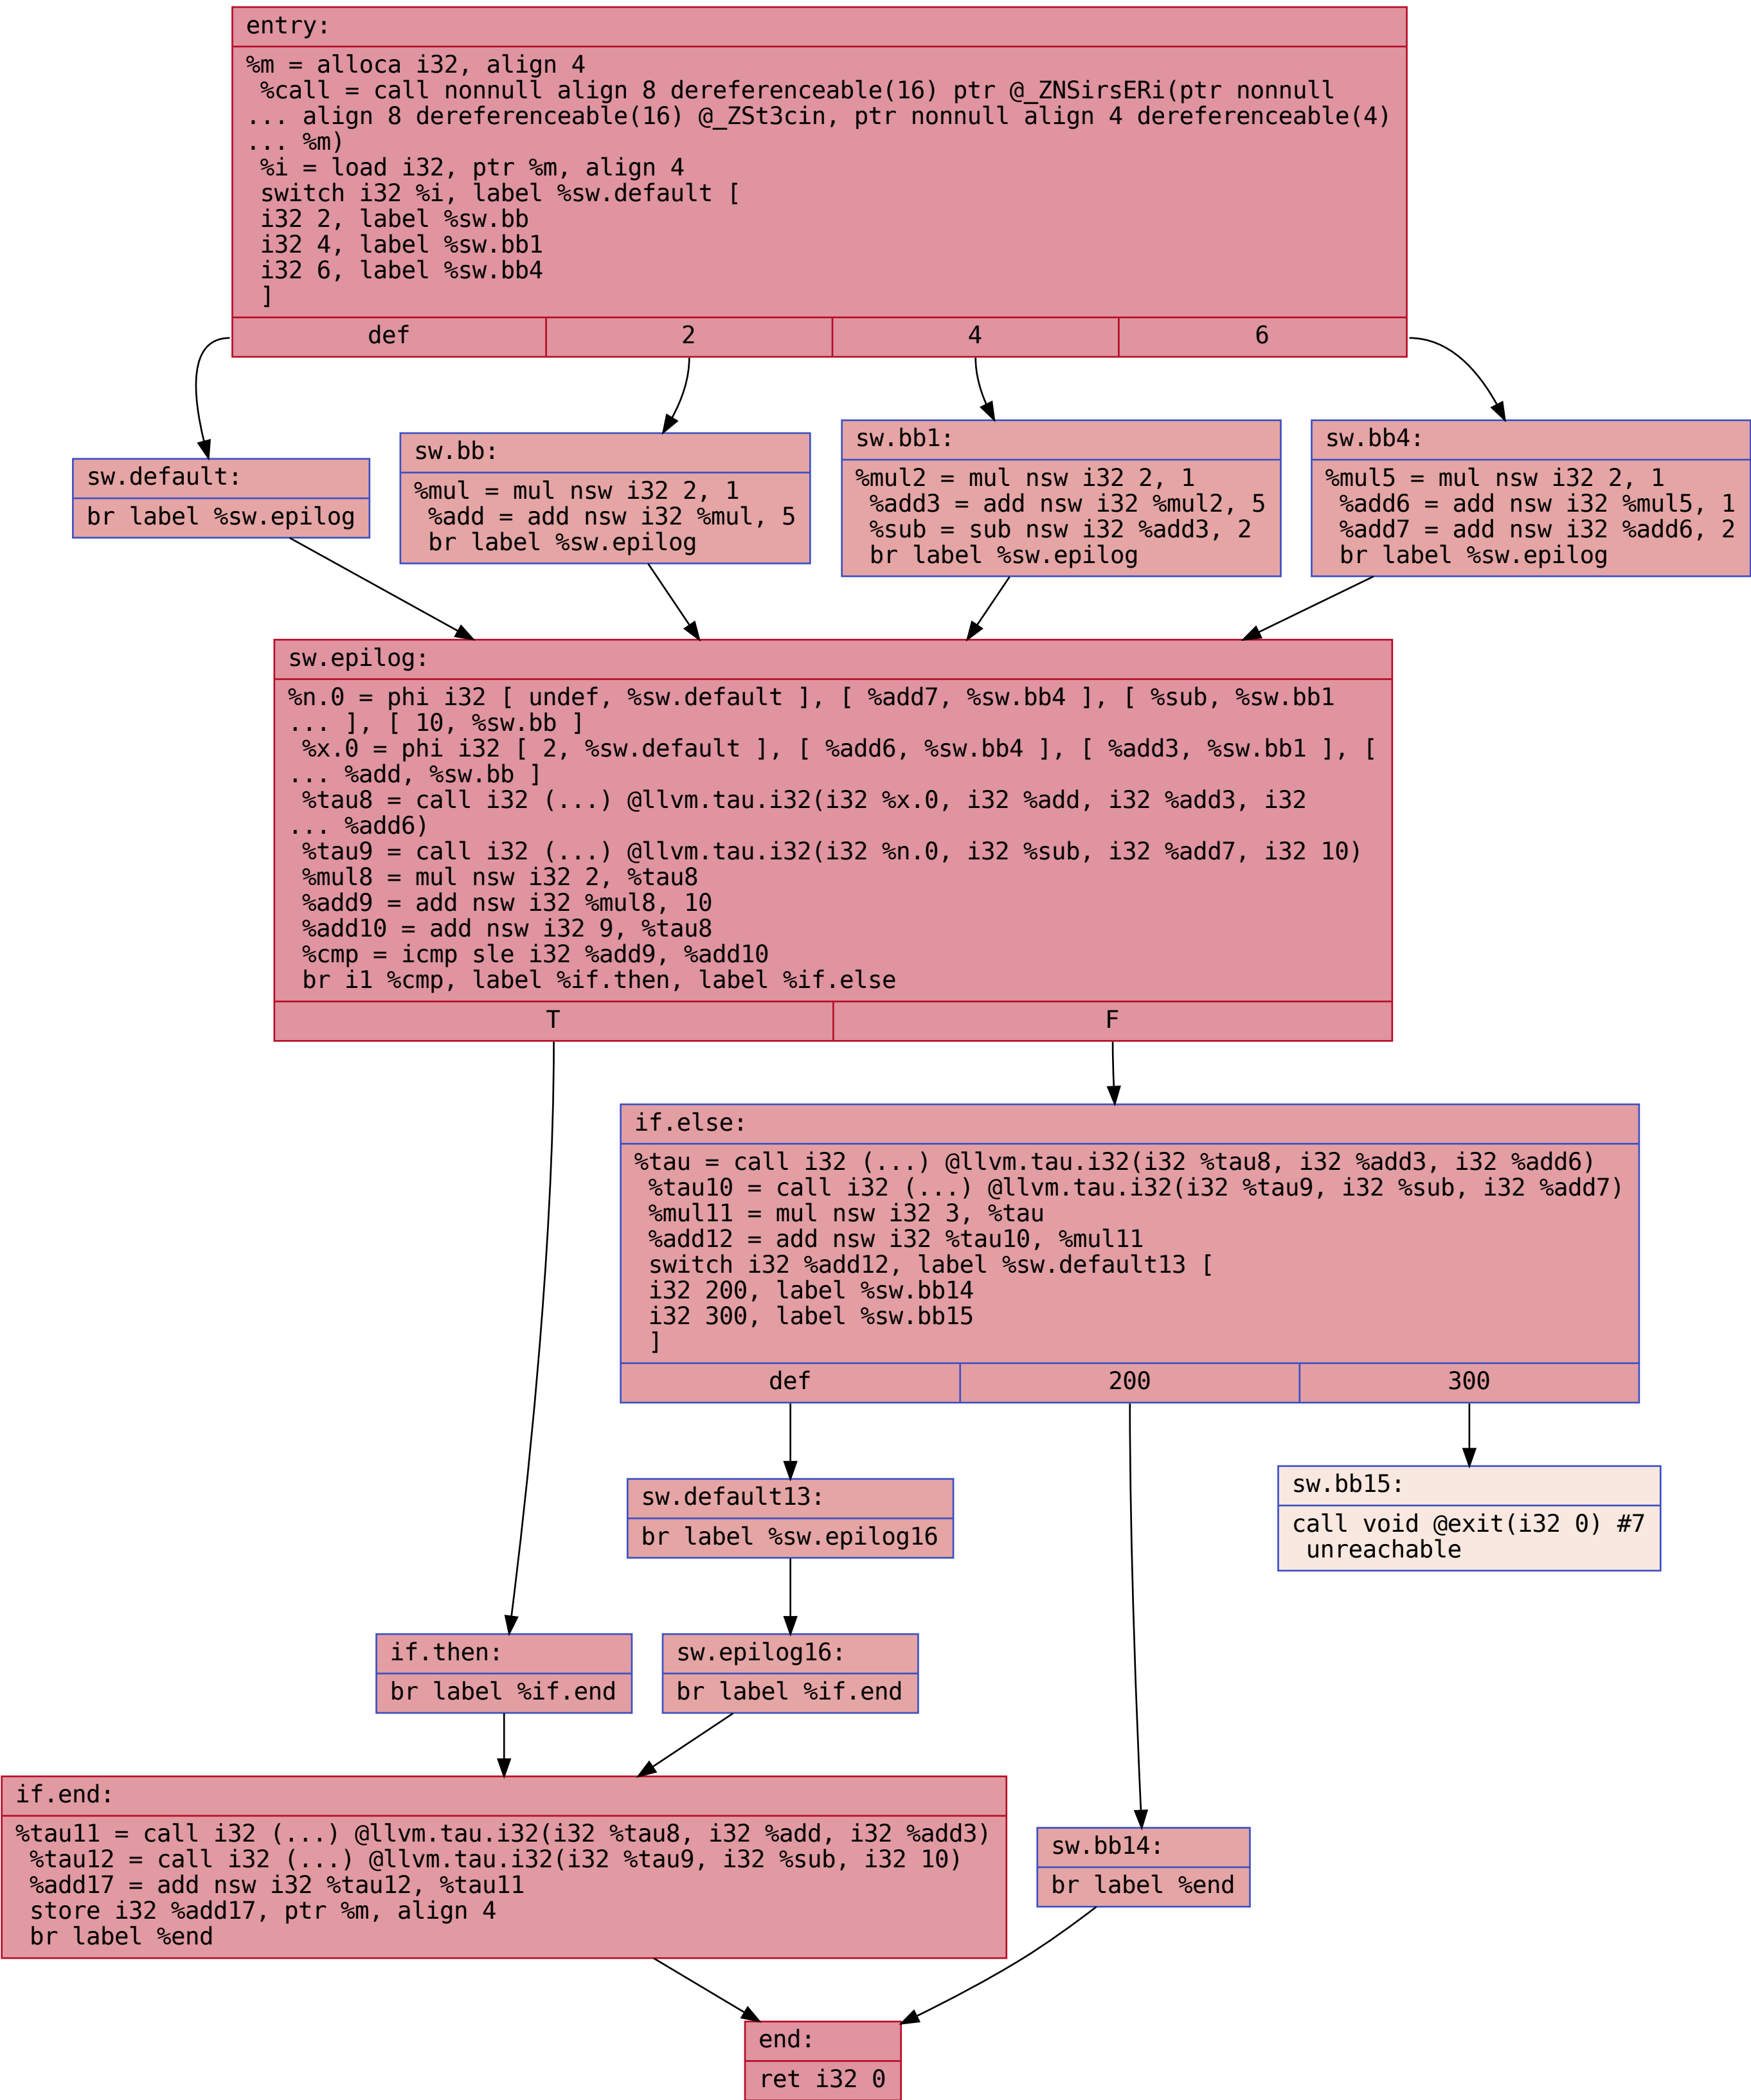 entry:
%m = alloca i32, align 4
%call = call nonnull align 8 dereferenceable(16) ptr @_ZNSirsERi(ptr nonnull
... align 8 dereferenceable(16) @_ZSt3cin, ptr nonnull align 4 dereferenceable(4)
... %m)
%i = load i32, ptr %m, align 4
switch i32 %i, label %sw.default [
i32 2, label %sw.bb
i32 4, label %sw.bb1
i32 6, label %sw.bb4
]
def
2
4
6
sw.default:
br label %sw.epilog
sw.bb:
%mul = mul nsw i32 2, 1
%add = add nsw i32 %mul, 5
br label %sw.epilog
sw.bb1:
%mul2 = mul nsw i32 2, 1
%add3 = add nsw i32 %mul2, 5
%sub = sub nsw i32 %add3, 2
br label %sw.epilog
sw.bb4:
%mul5 = mul nsw i32 2, 1
%add6 = add nsw i32 %mul5, 1
%add7 = add nsw i32 %add6, 2
br label %sw.epilog
sw.epilog:
%n.0 = phi i32 [ undef, %sw.default ], [ %add7, %sw.bb4 ], [ %sub, %sw.bb1
... ], [ 10, %sw.bb ]
%x.0 = phi i32 [ 2, %sw.default ], [ %add6, %sw.bb4 ], [ %add3, %sw.bb1 ], [
... %add, %sw.bb ]
%tau8 = call i32 (...) @llvm.tau.i32(i32 %x.0, i32 %add, i32 %add3, i32
... %add6)
%tau9 = call i32 (...) @llvm.tau.i32(i32 %n.0, i32 %sub, i32 %add7, i32 10)
%mul8 = mul nsw i32 2, %tau8
%add9 = add nsw i32 %mul8, 10
%add10 = add nsw i32 9, %tau8
%cmp = icmp sle i32 %add9, %add10
br i1 %cmp, label %if.then, label %if.else
T
F
if.else:
%tau = call i32 (...) @llvm.tau.i32(i32 %tau8, i32 %add3, i32 %add6)
%tau10 = call i32 (...) @llvm.tau.i32(i32 %tau9, i32 %sub, i32 %add7)
%mul11 = mul nsw i32 3, %tau
%add12 = add nsw i32 %tau10, %mul11
switch i32 %add12, label %sw.default13 [
i32 200, label %sw.bb14
i32 300, label %sw.bb15
]
def
200
300
sw.default13:
br label %sw.epilog16
sw.bb15:
call void @exit(i32 0) #7
unreachable
if.then:
br label %if.end
sw.epilog16:
br label %if.end
if.end:
%tau11 = call i32 (...) @llvm.tau.i32(i32 %tau8, i32 %add, i32 %add3)
%tau12 = call i32 (...) @llvm.tau.i32(i32 %tau9, i32 %sub, i32 10)
%add17 = add nsw i32 %tau12, %tau11
store i32 %add17, ptr %m, align 4
br label %end
sw.bb14:
br label %end
end:
ret i32 0